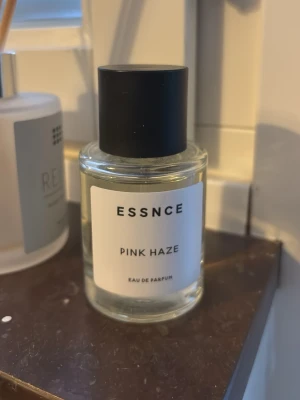 ESSNCE
PINK HAZE
EAU DE PARFUM